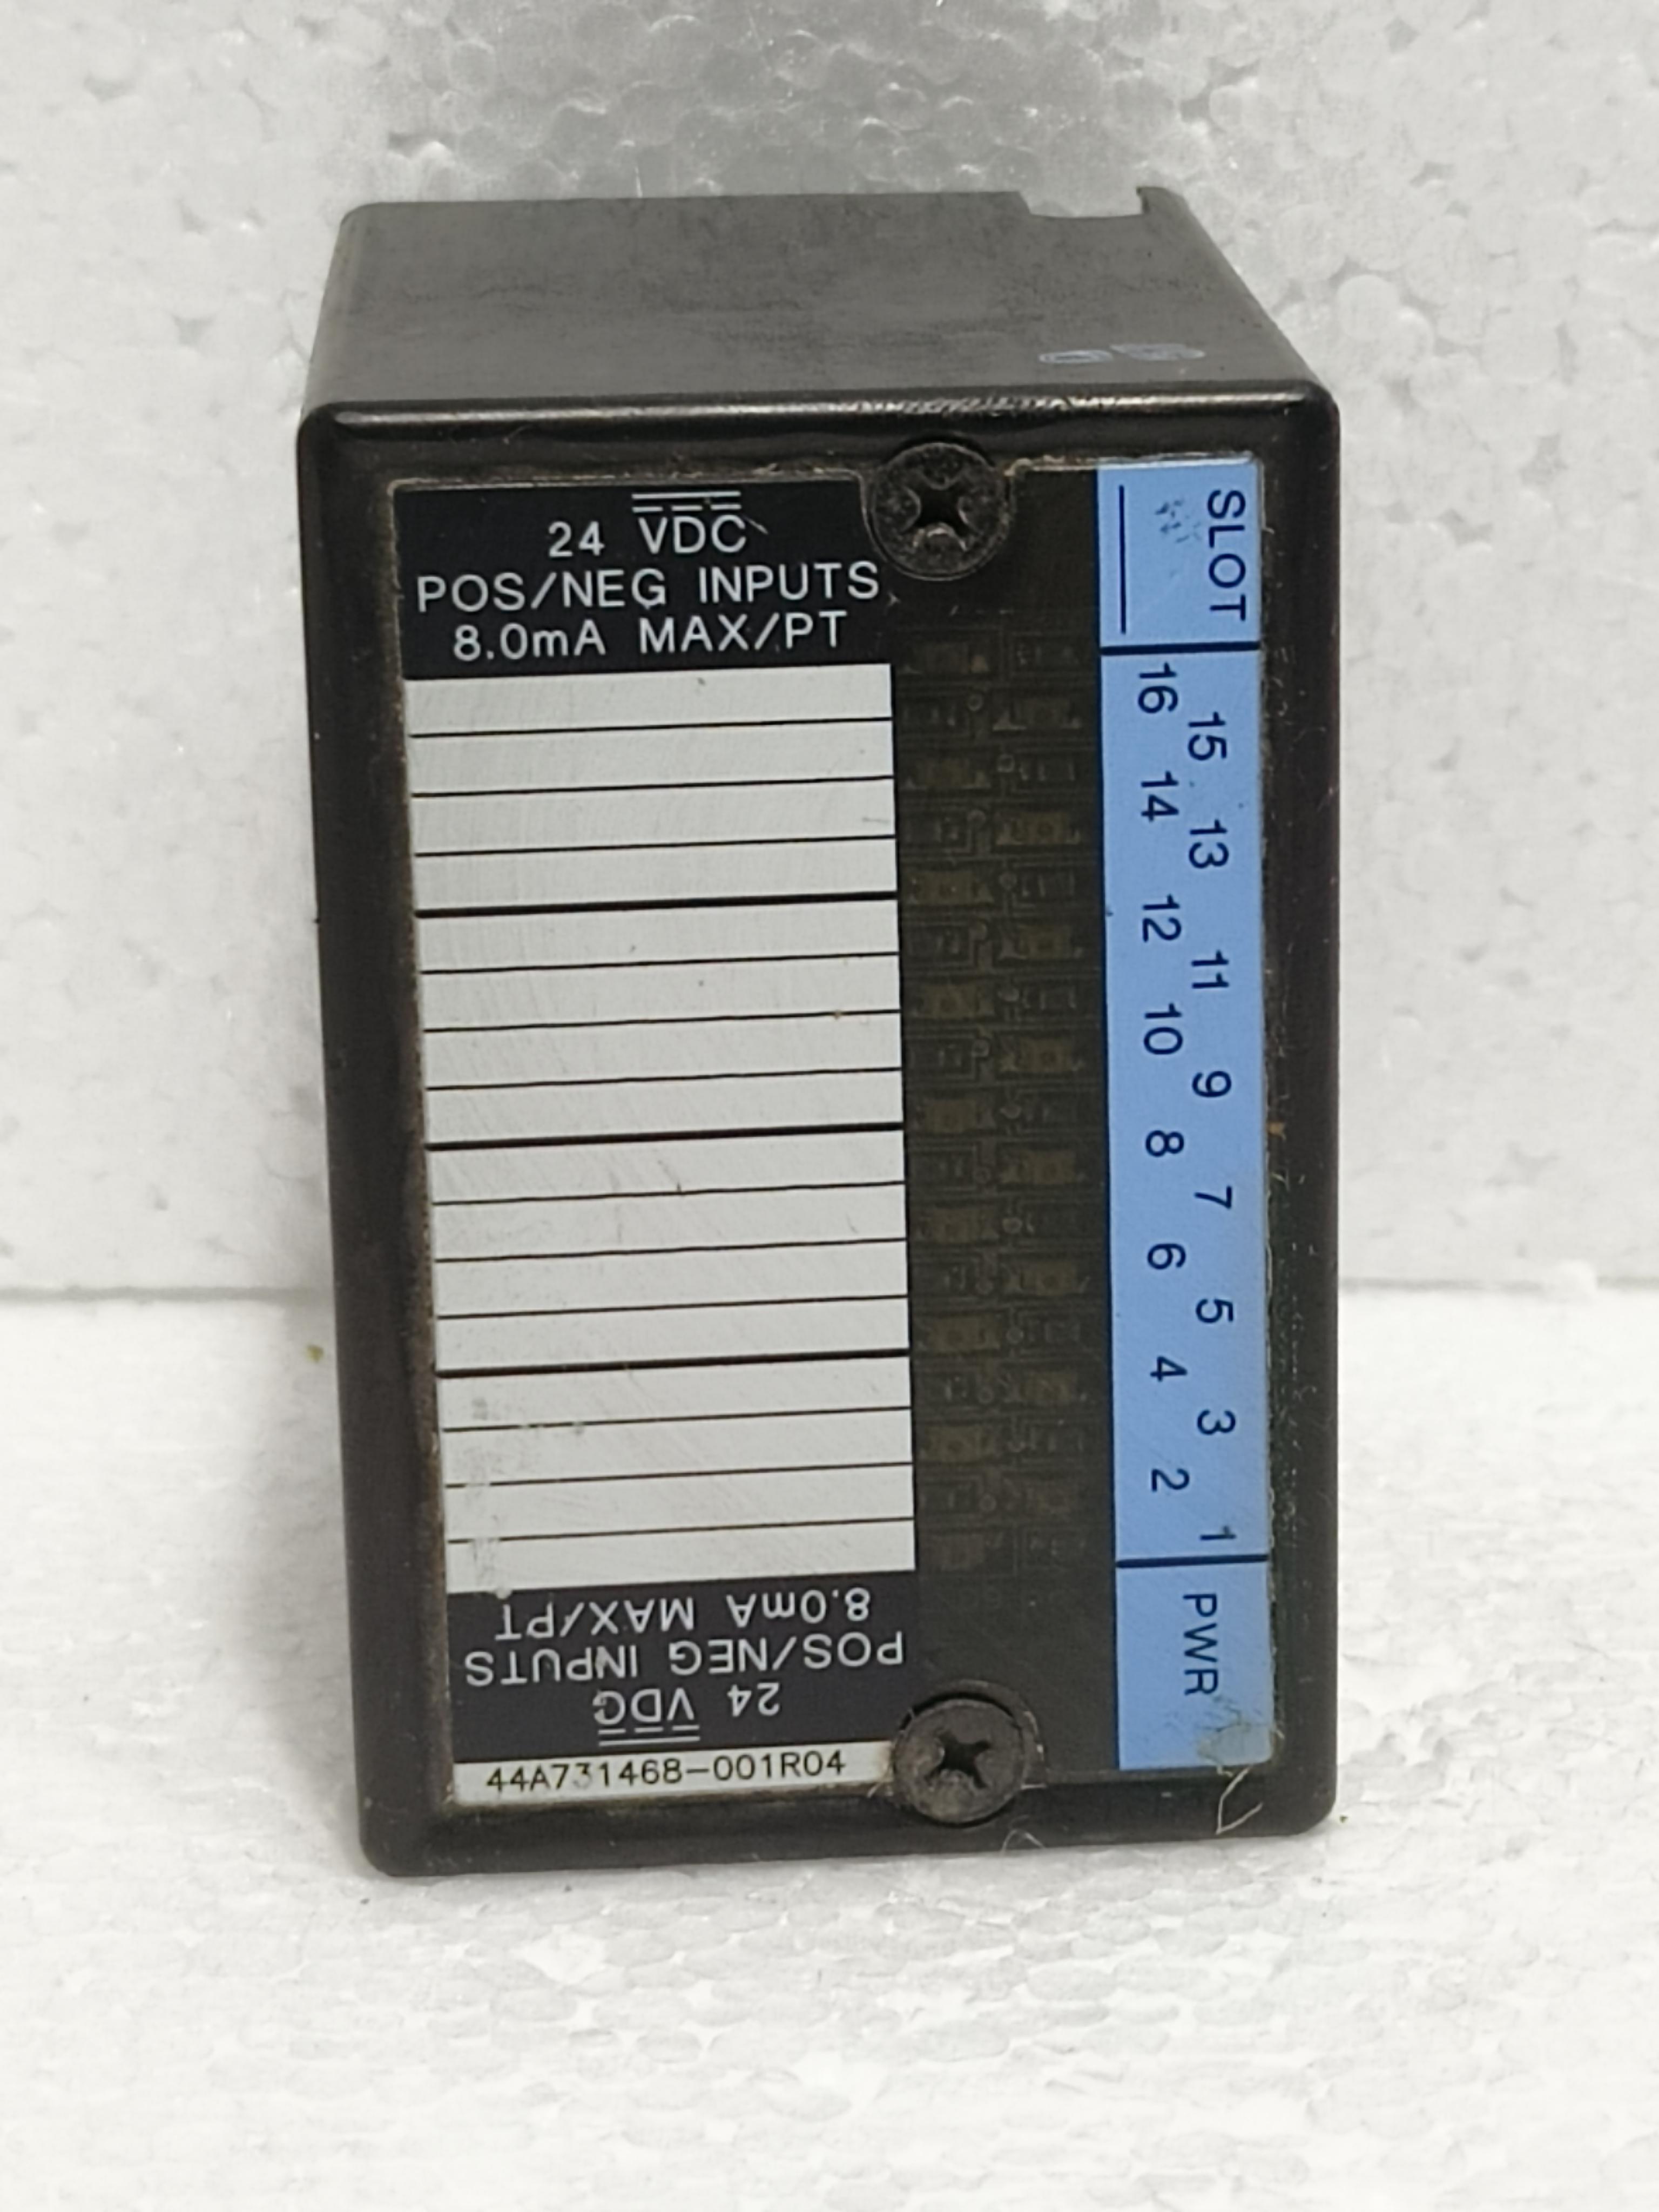 24 VDC
POS/NEG INPUTS
8.0mA MAX/PT
SLOT
16 15
14 13
12 11
10 9
8 7
6 5
4 3
2 1
PWR
8.0mA MAX/PT
POS/NEG INPUTS
24 VDC
44A731468-001R04